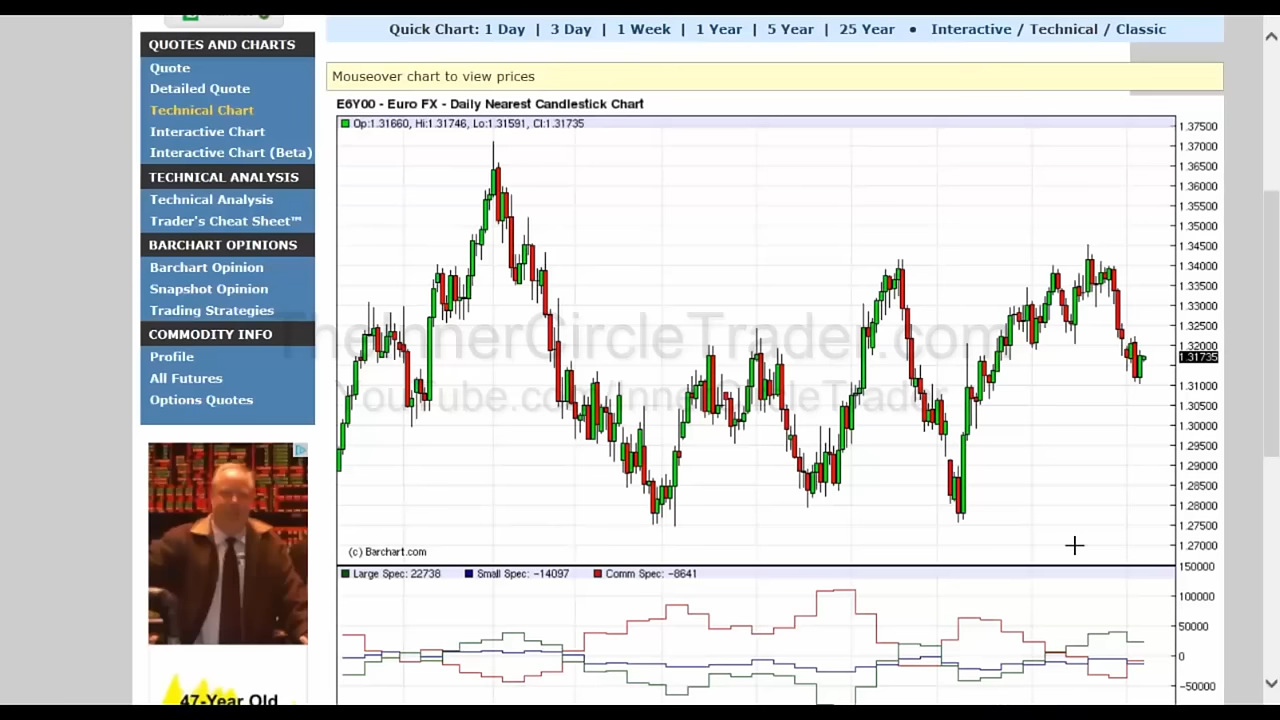 Quick Chart: 1 Day | 3 Day | 1 Week | 1 Year | 5 Year | 25 Year • Interactive / Technical / Classic
QUOTES AND CHARTS
Quote
Detailed Quote
Technical Chart
Interactive Chart
Interactive Chart (Beta)
TECHNICAL ANALYSIS
Technical Analysis
Trader's Cheat Sheet™
BARCHART OPINIONS
Barchart Opinion
Snapshot Opinion
Trading Strategies
COMMODITY INFO
Profile
All Futures
Options Quotes
47-Year Old
Mouseover chart to view prices
E6Y00 - Euro FX - Daily Nearest Candlestick Chart
Op:1.31660, Hi:1.31746, Lo:1.31591, Cl:1.31735
1.37500
1.37000
1.36500
1.36000
1.35500
1.35000
1.34500
1.34000
1.33500
1.33000
1.32500
1.32000
1.31735
1.31000
1.30500
1.30000
1.29500
1.29000
1.28500
1.28000
1.27500
1.27000
TheInnerCircleTrader.com
YouTube.com/InnerCircleTrader
(c) Barchart.com
Large Spec: 22738 Small Spec: -14097 Comm Spec: -8641
150000
100000
50000
0
-50000